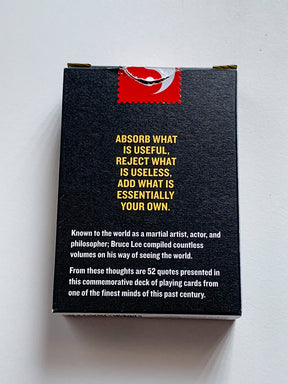 ABSORB WHAT
IS USEFUL,
REJECT WHAT
IS USELESS,
ADD WHAT IS
ESSENTIALLY
YOUR OWN.
Known to the world as a martial artist, actor, and
philosopher; Bruce Lee compiled countless
volumes on his way of seeing the world.
From these thoughts are 52 quotes presented in
this commemorative deck of playing cards from
one of the finest minds of this past century.